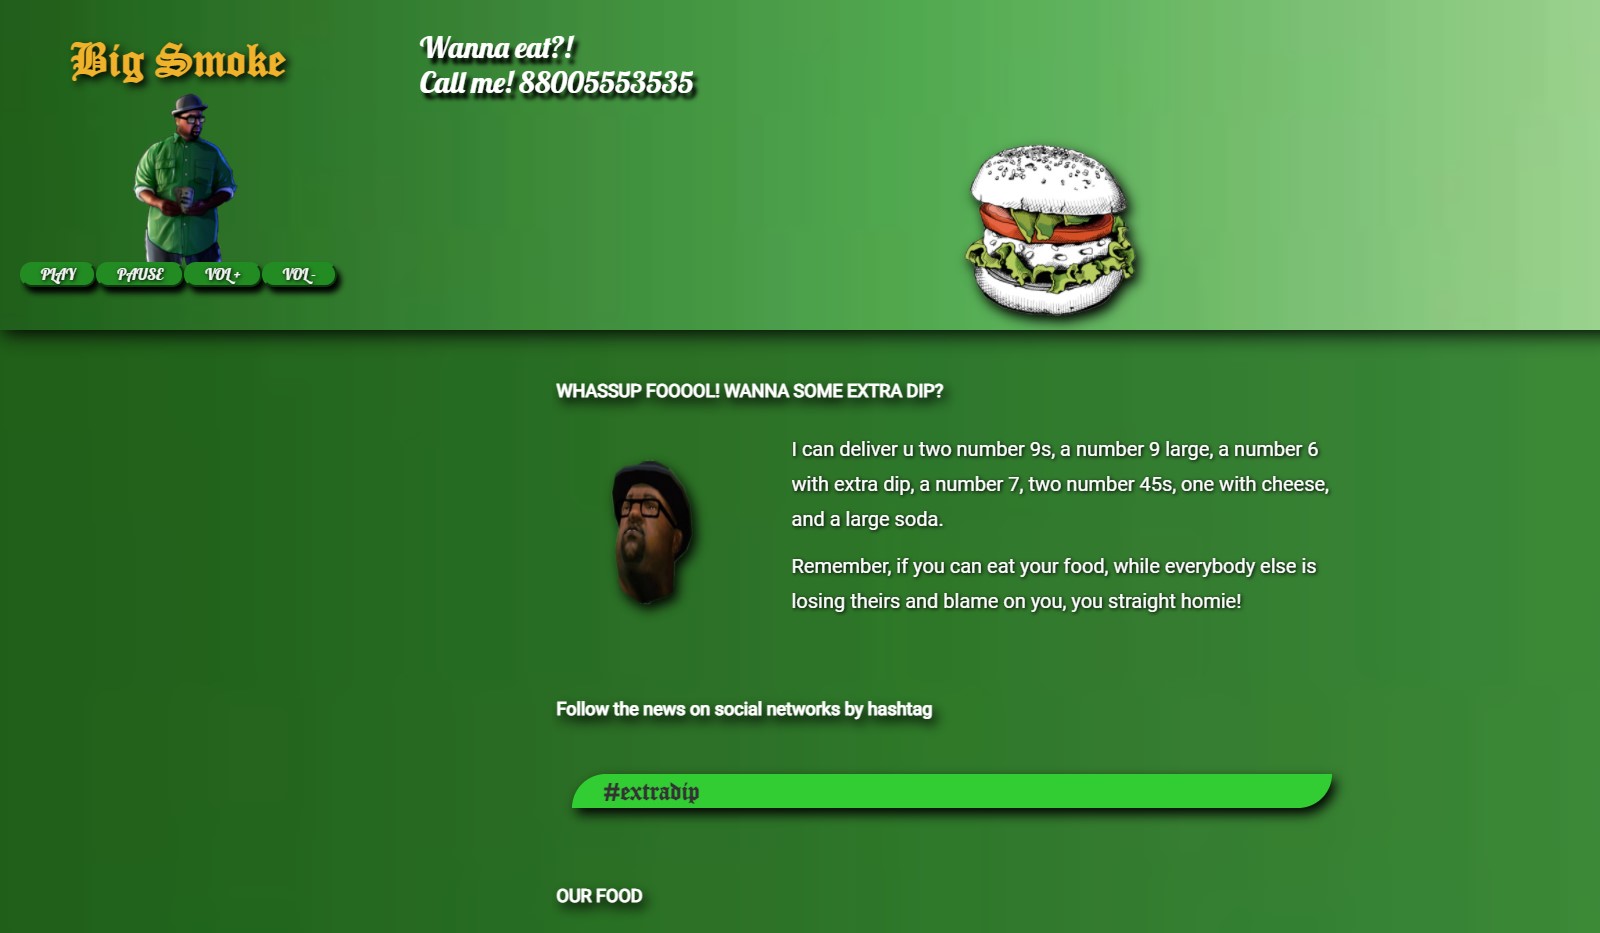 Big Smoke
Wanna eat?!
Call me! 88005553535
PLAY PAUSE VOL+ VOL-
WHASSUP FOOOOL! WANNA SOME EXTRA DIP?
I can deliver u two number 9s, a number 9 large, a number 6
with extra dip, a number 7, two number 45s, one with cheese,
and a large soda.
Remember, if you can eat your food, while everybody else is
losing theirs and blame on you, you straight homie!
Follow the news on social networks by hashtag
#extradip
OUR FOOD